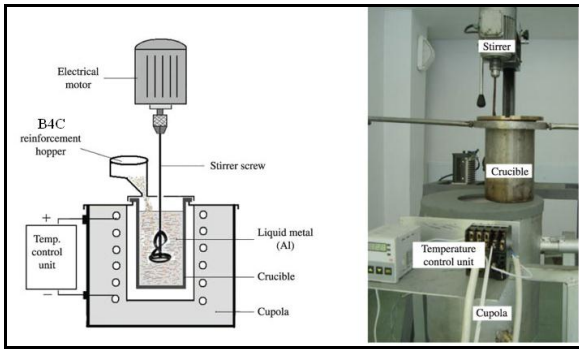 Electrical
motor
B4C
reinforcement
hopper
Stirrer screw
+
Temp.
control
unit
−
Liquid metal
(Al)
Crucible
Cupola
Stirrer
Crucible
Temperature
control unit
Cupola